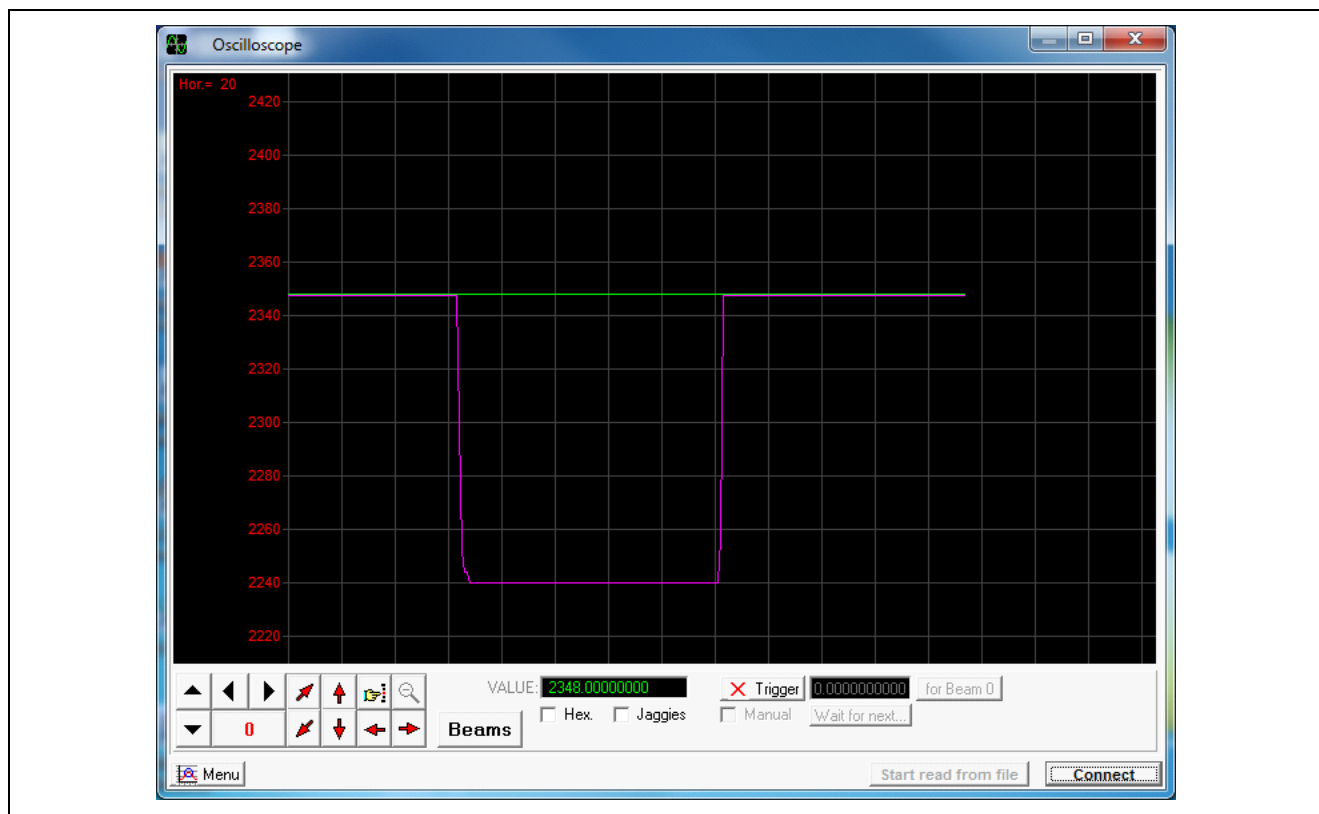 Oscilloscope
Hor.= 20
2420
2400
2380
2360
2340
2320
2300
2280
2260
2240
2220
VALUE: 2348.00000000
Trigger 0.0000000000 for Beam 0
Hex. Jaggies Manual Wait for next...
0 Beams
Menu Start read from file Connect